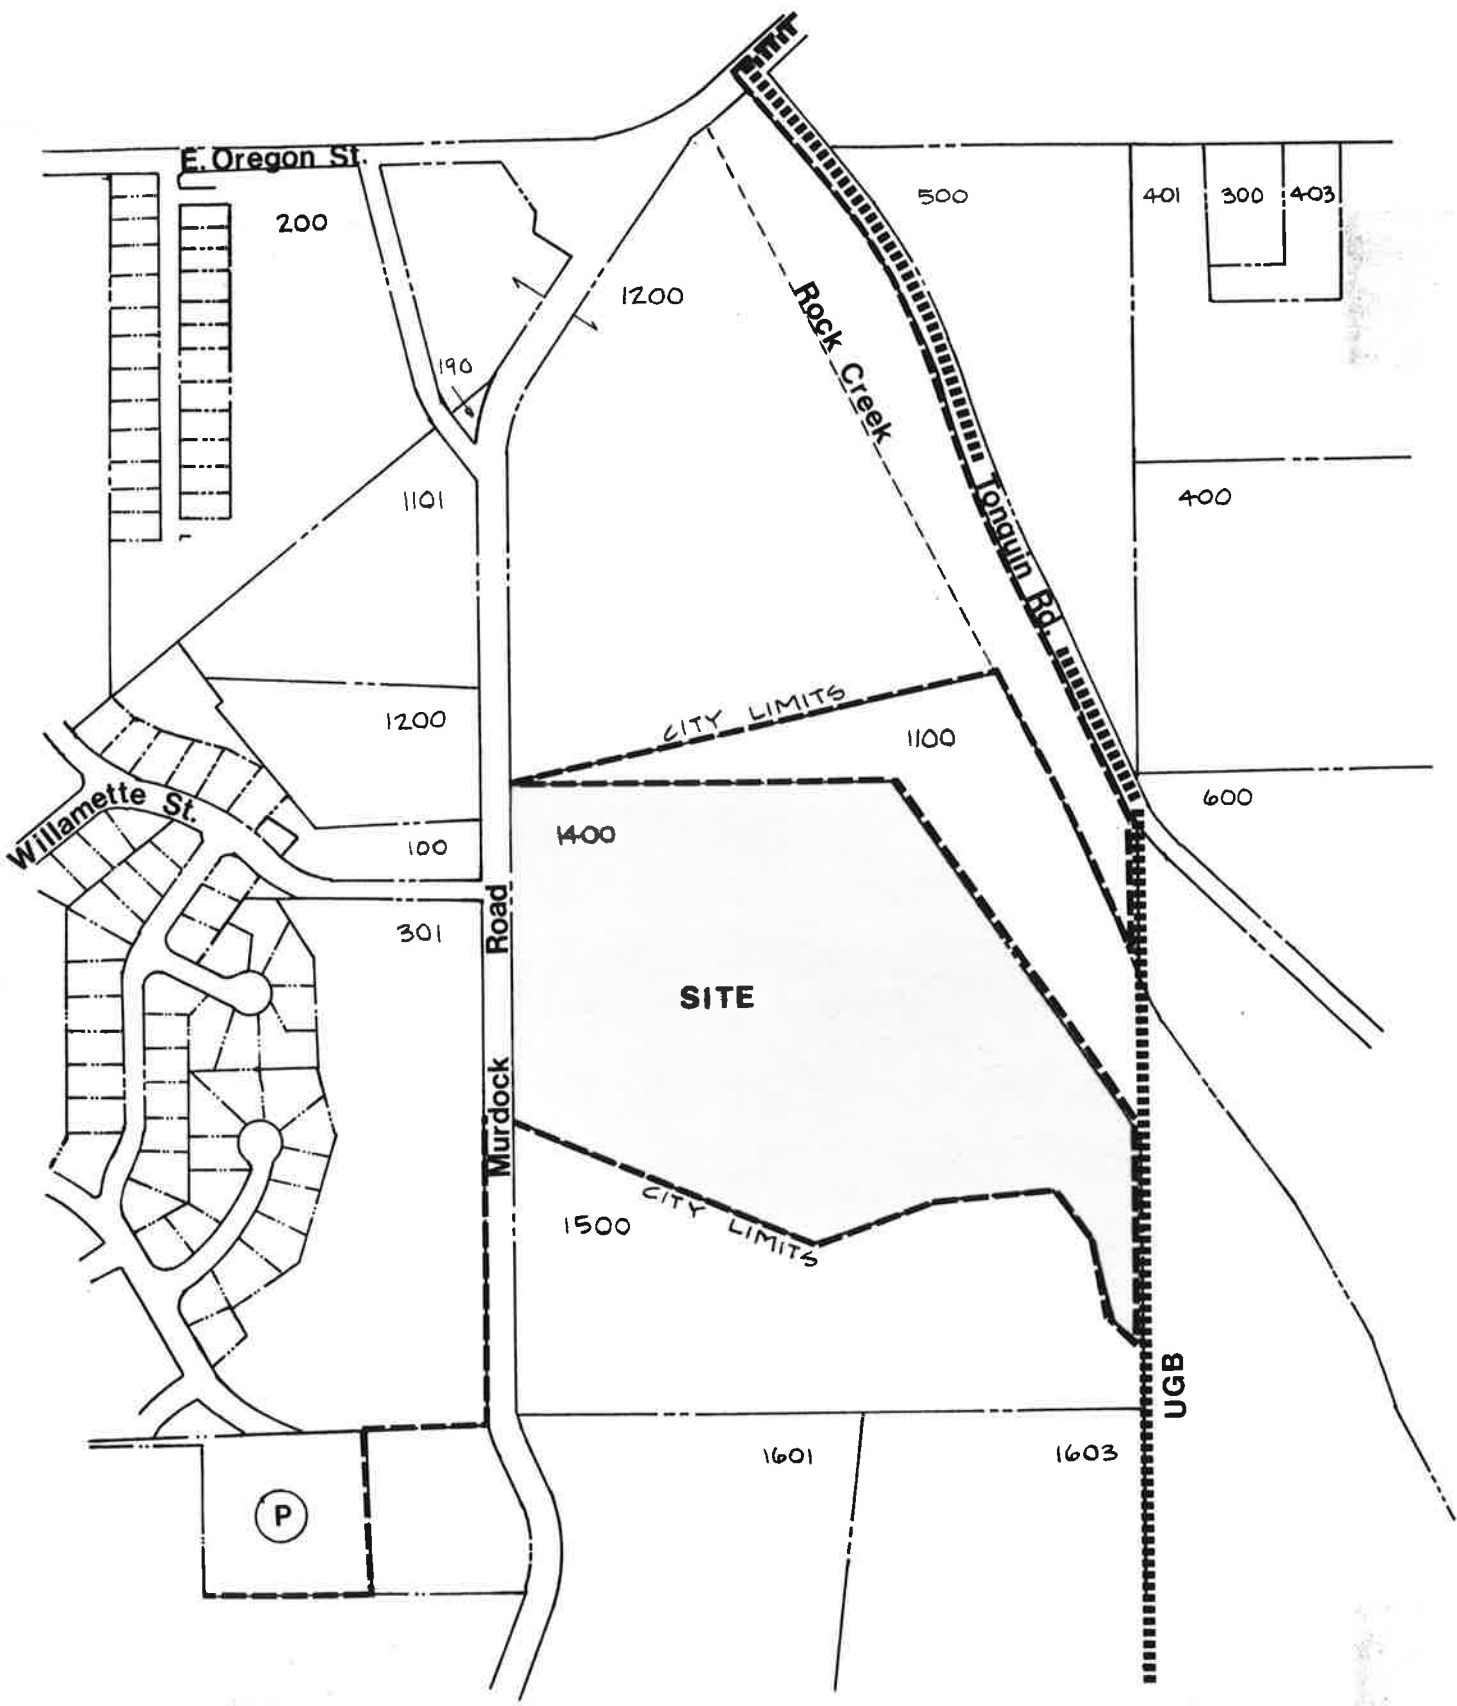 E. Oregon St.
200
500
401
300
403
1200
Rock Creek
190
1101
Tonquin Rd.
400
1200
CITY LIMITS
1100
600
Willamette St.
100
1400
301
Murdock Road
SITE
1500
CITY LIMITS
UGB
1601
1603
P